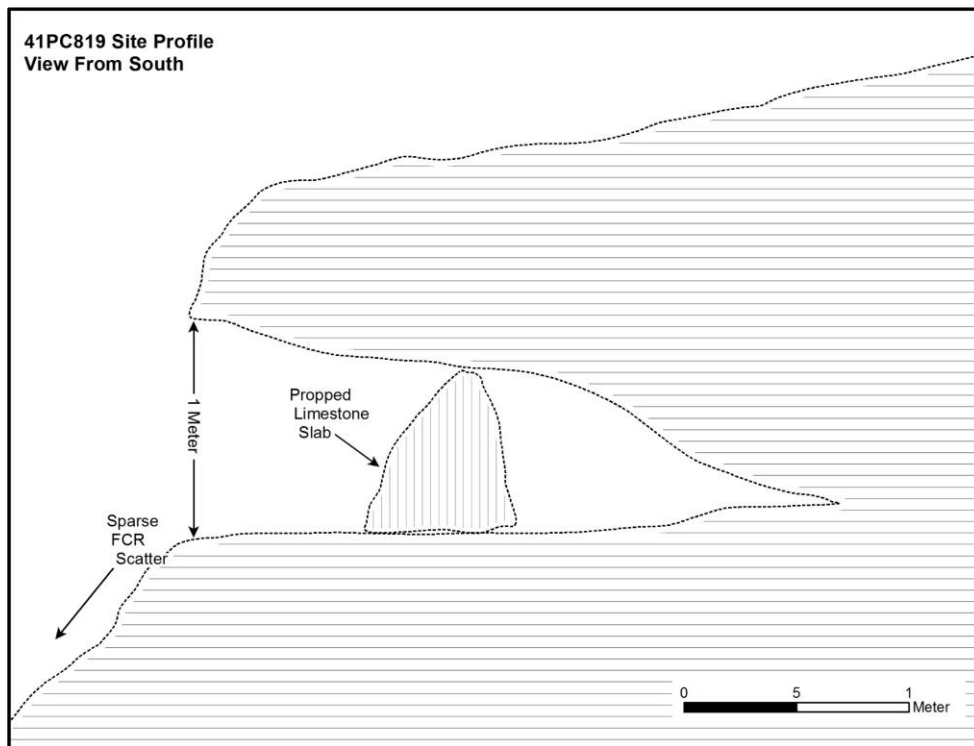 41PC819 Site Profile
View From South
Propped
Limestone
Slab
1 Meter
Sparse
FCR
Scatter
0 5 1
Meter